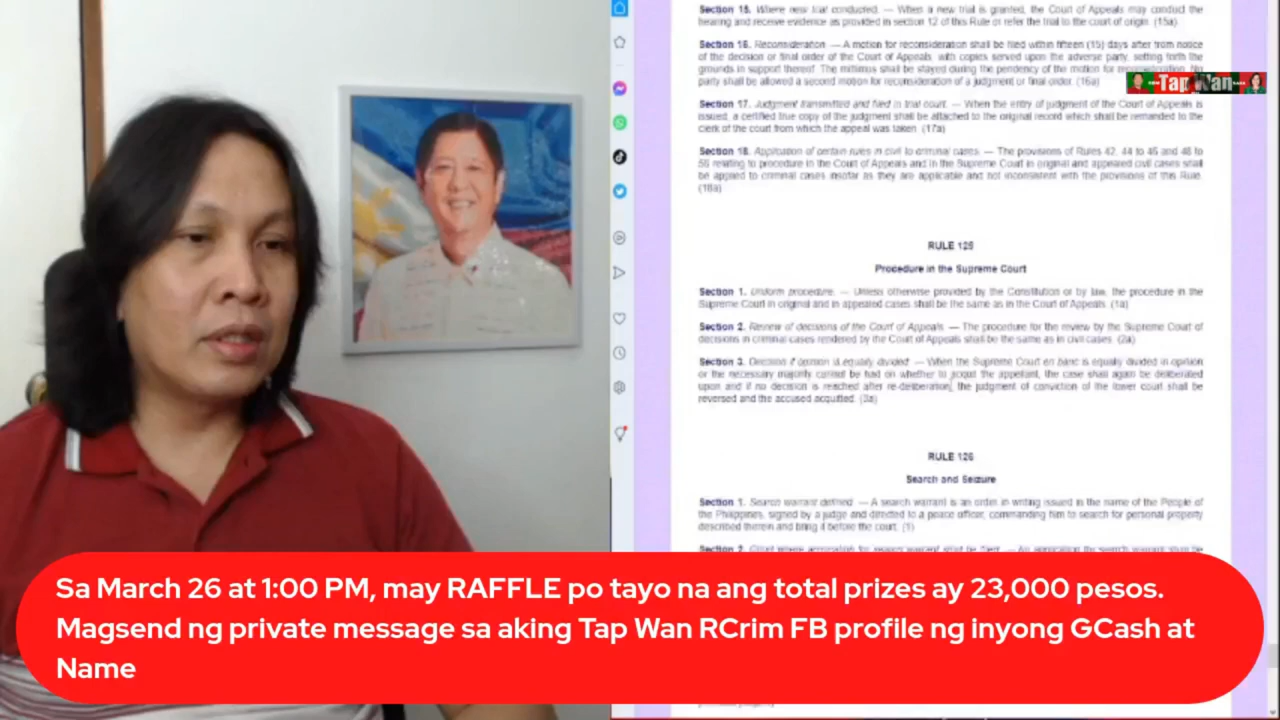 Section 15. Where new trial conducted. — When a new trial is granted, the Court of Appeals may conduct the
hearing and receive evidence as provided in section 12 of this Rule or refer the trial to the court of origin. (15a)
Section 16. Reconsideration. — A motion for reconsideration shall be filed within fifteen (15) days after from notice
of the decision or final order of the Court of Appeals, with copies served upon the adverse party, setting forth the
grounds in support thereof. The mittimus shall be stayed during the pendency of the motion for reconsideration. No
party shall be allowed a second motion for reconsideration of a judgment or final order. (16a)
Tap Wan
Section 17. Judgment transmitted and filed in trial court. — When the entry of judgment of the Court of Appeals is
issued, a certified true copy of the judgment shall be attached to the original record which shall be remanded to the
clerk of the court from which the appeal was taken. (17a)
Section 18. Application of certain rules in civil to criminal cases. — The provisions of Rules 42, 44 to 46 and 48 to
56 relating to procedure in the Court of Appeals and in the Supreme Court in original and appealed civil cases shall
be applied to criminal cases insofar as they are applicable and not inconsistent with the provisions of this Rule.
(18a)
RULE 125
Procedure in the Supreme Court
Section 1. Uniform procedure. — Unless otherwise provided by the Constitution or by law, the procedure in the
Supreme Court in original and in appealed cases shall be the same as in the Court of Appeals. (1a)
Section 2. Review of decisions of the Court of Appeals. — The procedure for the review by the Supreme Court of
decisions in criminal cases rendered by the Court of Appeals shall be the same as in civil cases. (2a)
Section 3. Decision if opinion is equally divided. — When the Supreme Court en banc is equally divided in opinion
or the necessary majority cannot be had on whether to acquit the appellant, the case shall again be deliberated
upon and if no decision is reached after re-deliberation, the judgment of conviction of the lower court shall be
reversed and the accused acquitted. (3a)
RULE 126
Search and Seizure
Section 1. Search warrant defined. — A search warrant is an order in writing issued in the name of the People of
the Philippines, signed by a judge and directed to a peace officer, commanding him to search for personal property
described therein and bring it before the court. (1)
Section 2. Court where application for search warrant shall be filed. — An application for search warrant shall be
Sa March 26 at 1:00 PM, may RAFFLE po tayo na ang total prizes ay 23,000 pesos.
Magsend ng private message sa aking Tap Wan RCrim FB profile ng inyong GCash at
Name